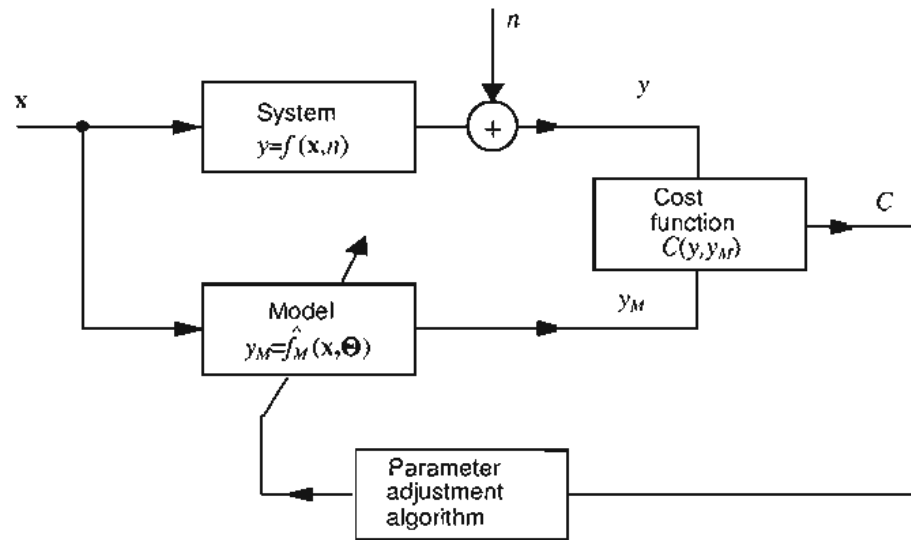 n
x
System
y=f(x,n)
+
y
Cost
function
C(y,y_M)
C
Model
y_M=f̂_M(x,Θ)
y_M
Parameter
adjustment
algorithm